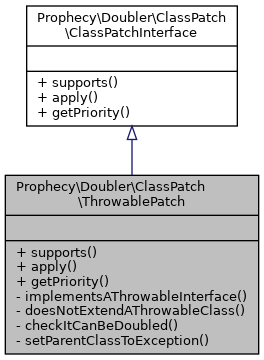 Prophecy\Doubler\ClassPatch
\ClassPatchInterface
+ supports()
+ apply()
+ getPriority()
Prophecy\Doubler\ClassPatch
\ThrowablePatch
+ supports()
+ apply()
+ getPriority()
- implementsAThrowableInterface()
- doesNotExtendAThrowableClass()
- checkItCanBeDoubled()
- setParentClassToException()